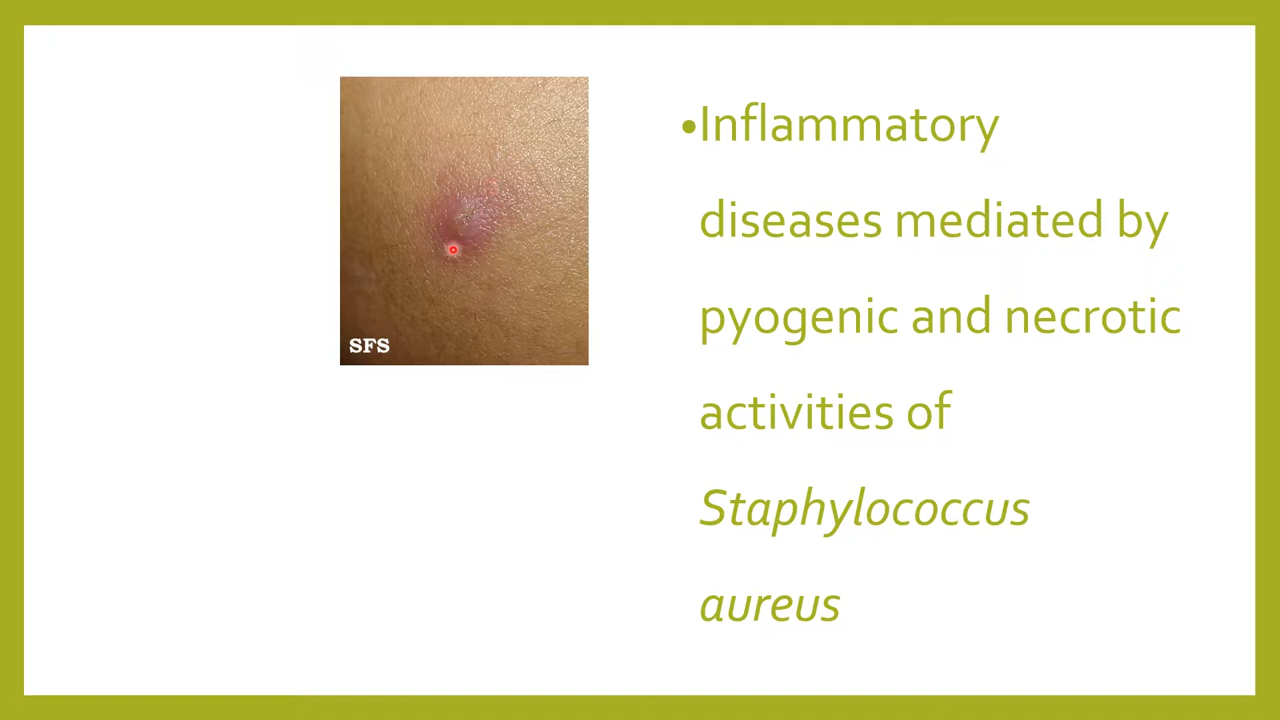 •Inflammatory
diseases mediated by
pyogenic and necrotic
activities of
Staphylococcus
aureus
SFS